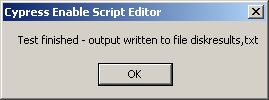 Cypress Enable Script Editor
Test finished - output written to file diskresults,txt
OK